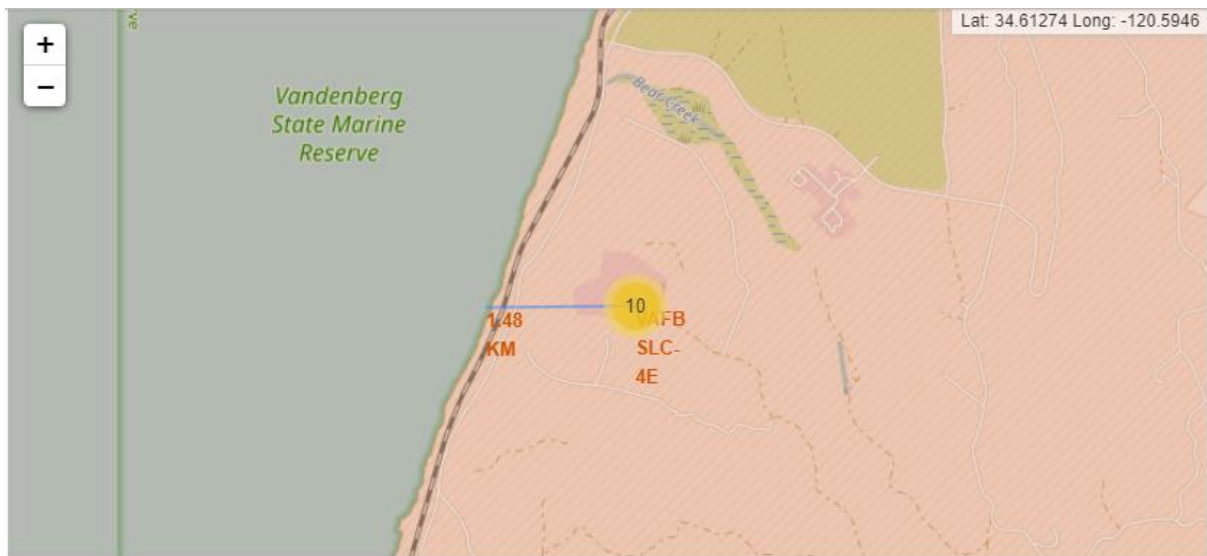 +
−
Lat: 34.61274 Long: -120.5946
rve
Vandenberg
State Marine
Reserve
Bear Creek
10
1.48
KM
VAFB
SLC-
4E